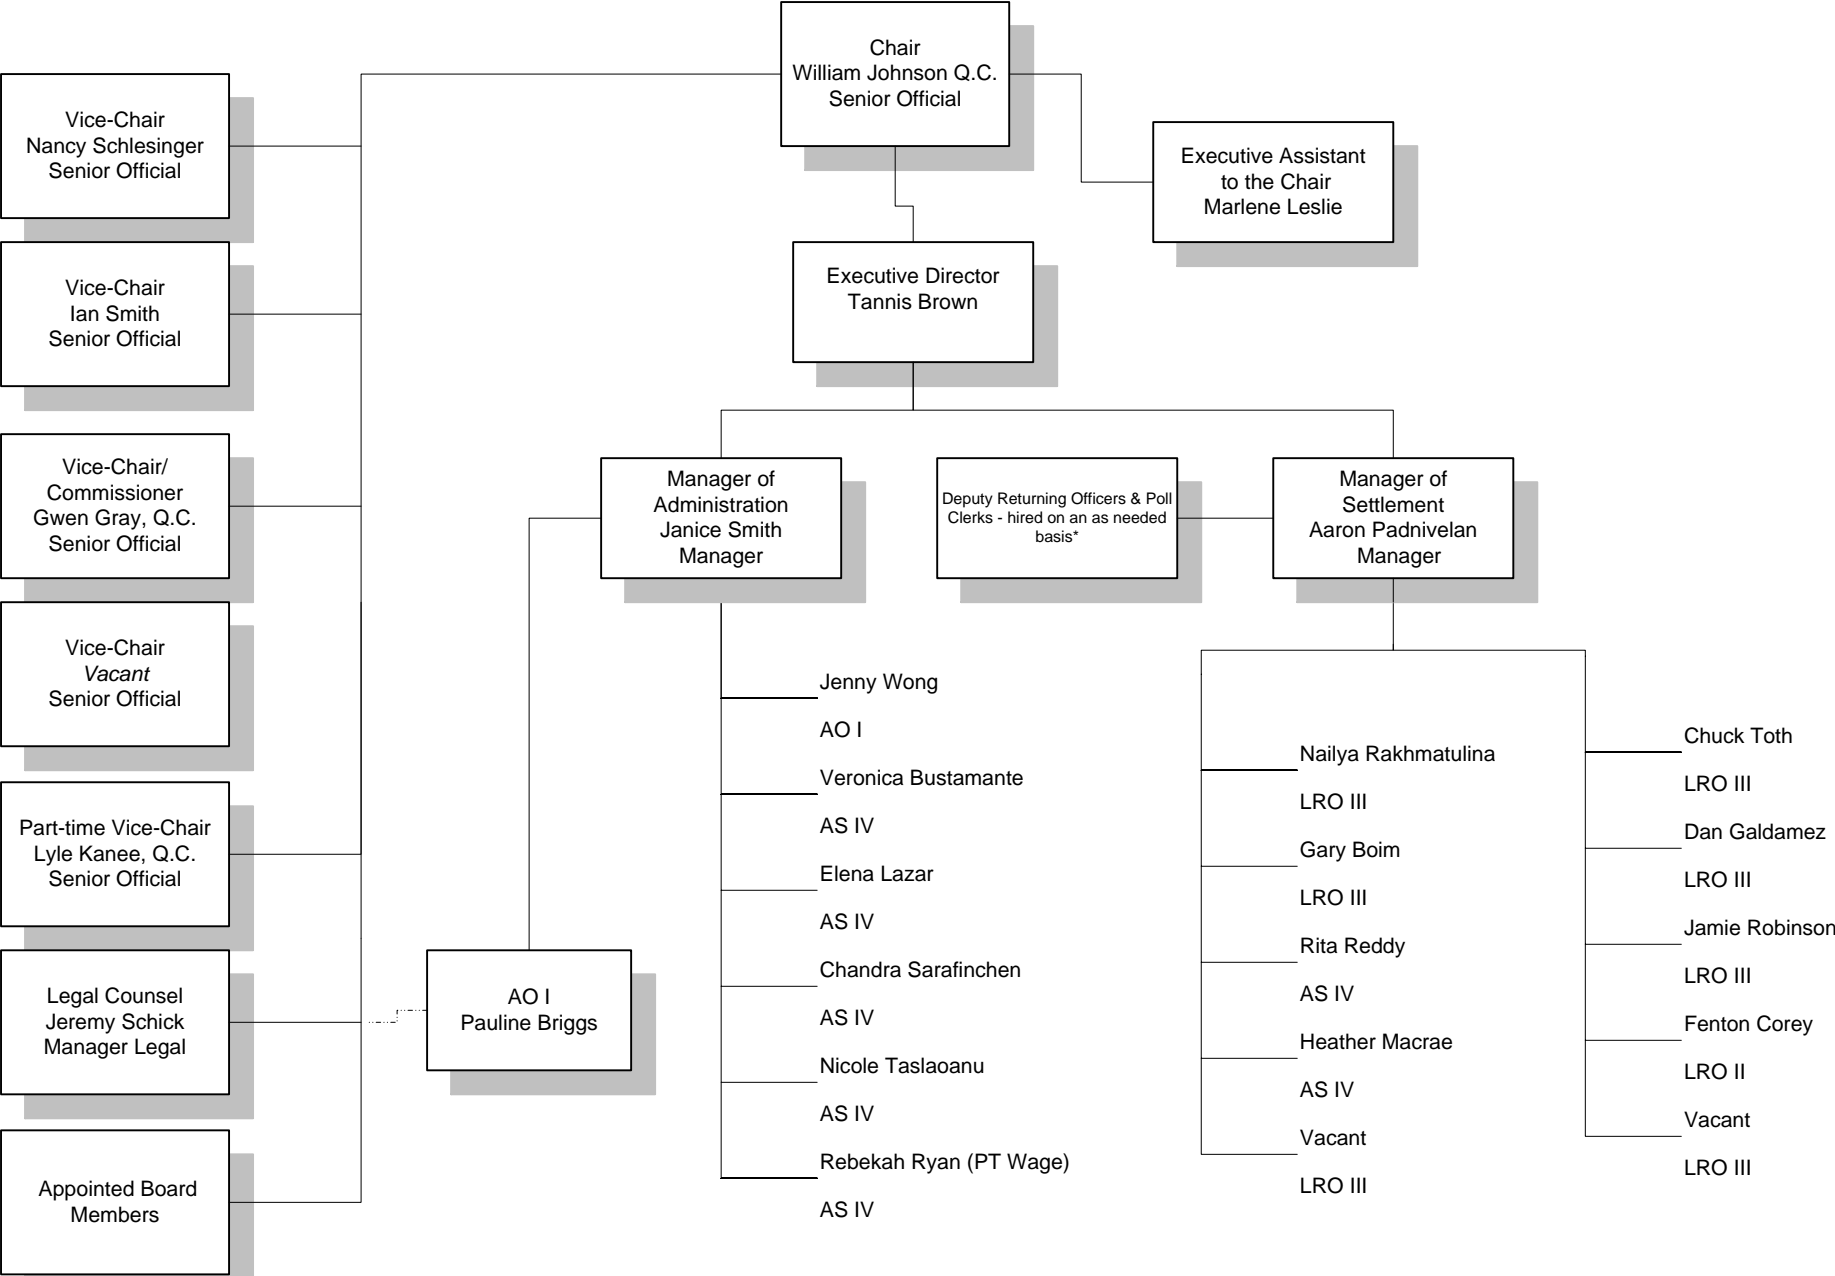 Chair
William Johnson Q.C.
Senior Official
Executive Assistant
to the Chair
Marlene Leslie
Executive Director
Tannis Brown
Vice-Chair
Nancy Schlesinger
Senior Official
Vice-Chair
Ian Smith
Senior Official
Vice-Chair/
Commissioner
Gwen Gray, Q.C.
Senior Official
Vice-Chair
Vacant
Senior Official
Part-time Vice-Chair
Lyle Kanee, Q.C.
Senior Official
Legal Counsel
Jeremy Schick
Manager Legal
Appointed Board
Members
AO I
Pauline Briggs
Manager of
Administration
Janice Smith
Manager
Jenny Wong
AO I
Veronica Bustamante
AS IV
Elena Lazar
AS IV
Chandra Sarafinchen
AS IV
Nicole Taslaoanu
AS IV
Rebekah Ryan (PT Wage)
AS IV
Deputy Returning Officers & Poll
Clerks - hired on an as needed
basis*
Manager of
Settlement
Aaron Padnivelan
Manager
Nailya Rakhmatulina
LRO III
Gary Boim
LRO III
Rita Reddy
AS IV
Heather Macrae
AS IV
Vacant
LRO III
Chuck Toth
LRO III
Dan Galdamez
LRO III
Jamie Robinson
LRO III
Fenton Corey
LRO II
Vacant
LRO III